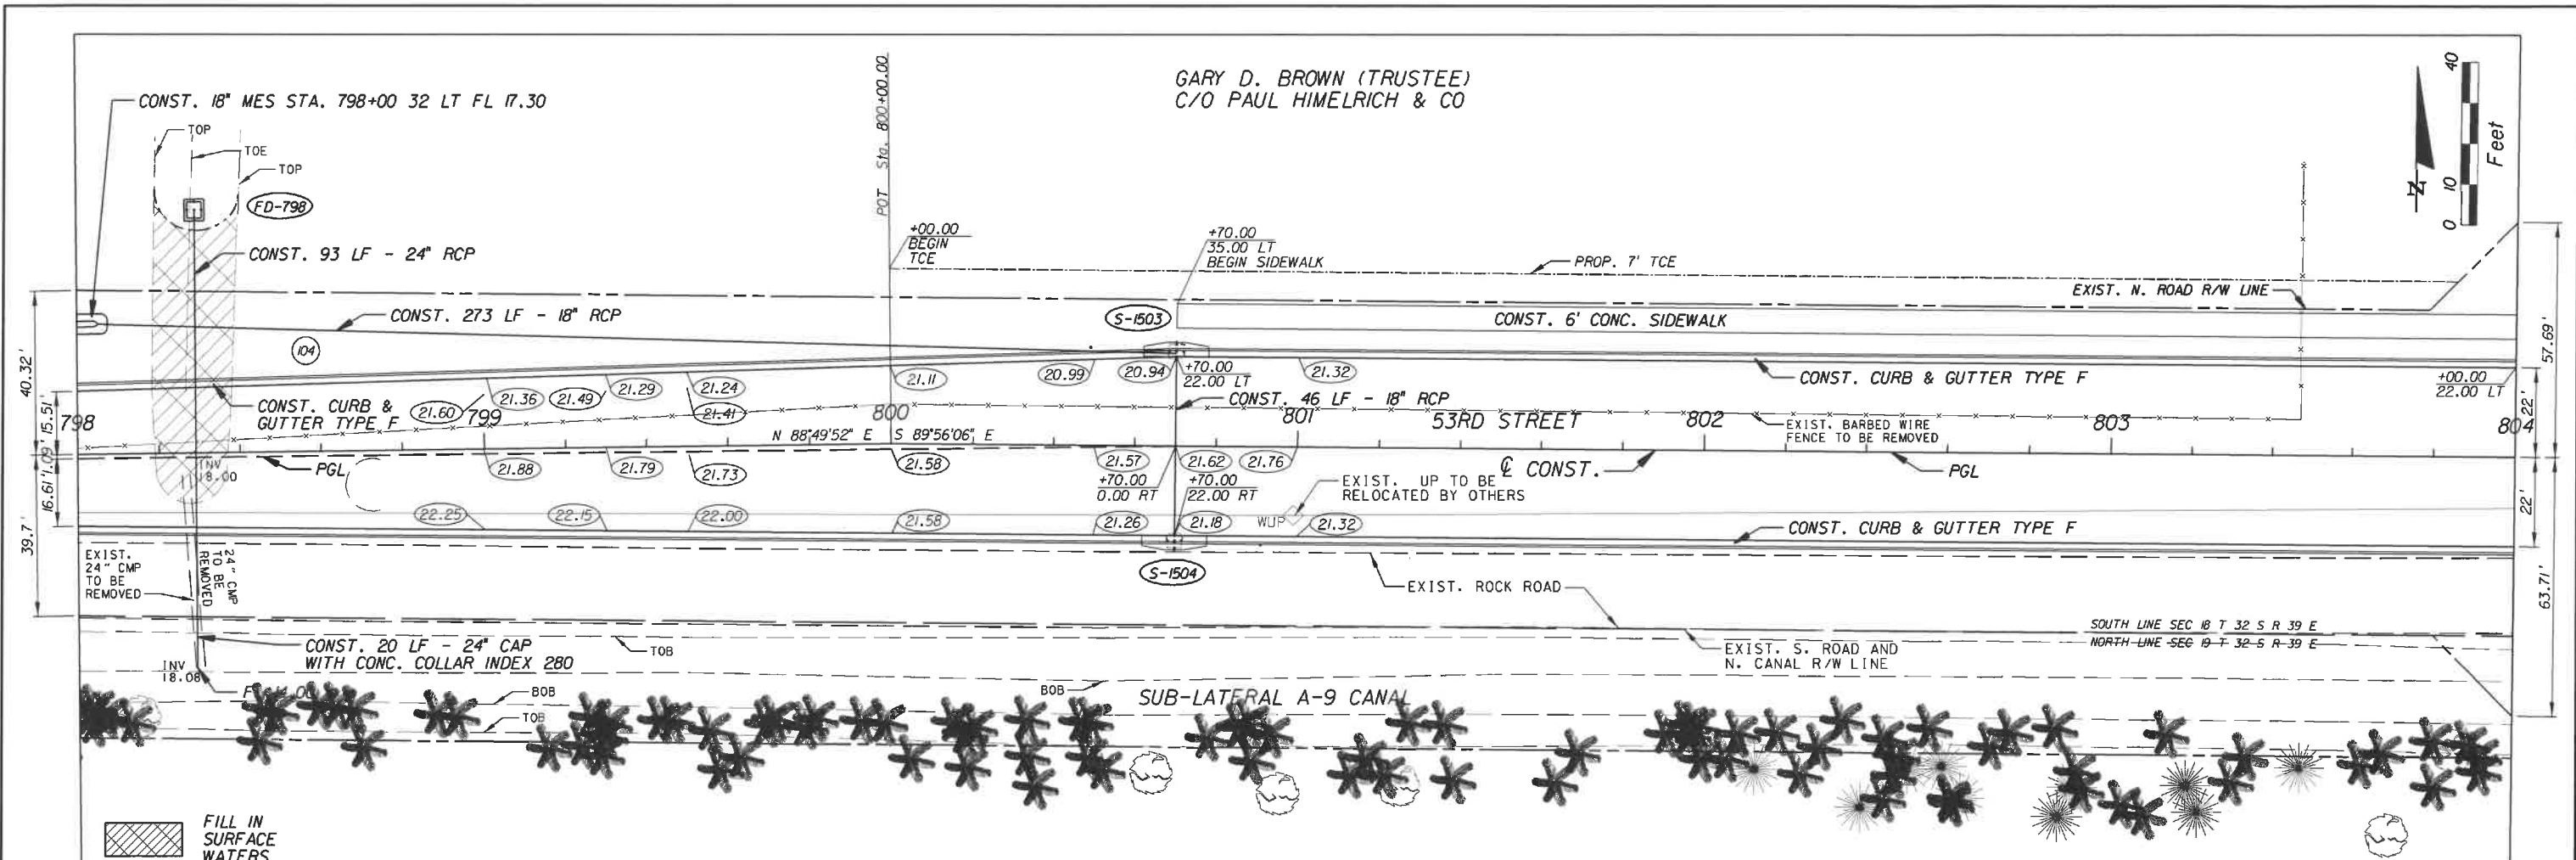 GARY D. BROWN (TRUSTEE)
C/O PAUL HIMELRICH & CO
CONST. 18" MES STA. 798+00 32 LT FL 17.30
TOP
TOE
TOP
FD-798
CONST. 93 LF - 24" RCP
POT Sta. 800+00.00
+00.00
BEGIN
TCE
+70.00
35.00 LT
BEGIN SIDEWALK
PROP. 7' TCE
40
10
0
Feet
N
EXIST. N. ROAD R/W LINE
CONST. 273 LF - 18" RCP
S-1503
CONST. 6' CONC. SIDEWALK
104
40.32'
15.51'
1.09'
16.61'
39.7'
57.69'
22'
22'
63.71'
21.36
21.29
21.24
21.11
20.99
20.94
+70.00
22.00 LT
21.32
CONST. CURB & GUTTER TYPE F
+00.00
22.00 LT
CONST. CURB &
GUTTER TYPE F
21.60
21.49
21.41
CONST. 46 LF - 18" RCP
798
799
800
801
53RD STREET
802
803
804
EXIST. BARBED WIRE
FENCE TO BE REMOVED
N 88°49'52" E
S 89°56'06" E
INV
18.00
PGL
21.88
21.79
21.73
21.58
21.57
21.62
21.76
℄ CONST.
PGL
+70.00
0.00 RT
+70.00
22.00 RT
EXIST. UP TO BE
RELOCATED BY OTHERS
22.25
22.15
22.00
21.58
21.26
21.18
WUP
21.32
CONST. CURB & GUTTER TYPE F
EXIST.
24" CMP
TO BE
REMOVED
24" CMP
TO BE
REMOVED
S-1504
EXIST. ROCK ROAD
SOUTH LINE SEC 18 T 32 S R 39 E
NORTH LINE SEC 19 T 32 S R 39 E
CONST. 20 LF - 24" CAP
WITH CONC. COLLAR INDEX 280
TOB
EXIST. S. ROAD AND
N. CANAL R/W LINE
INV
18.08
BOB
BOB
SUB-LATERAL A-9 CANAL
TOB
FILL IN
SURFACE
WATERS